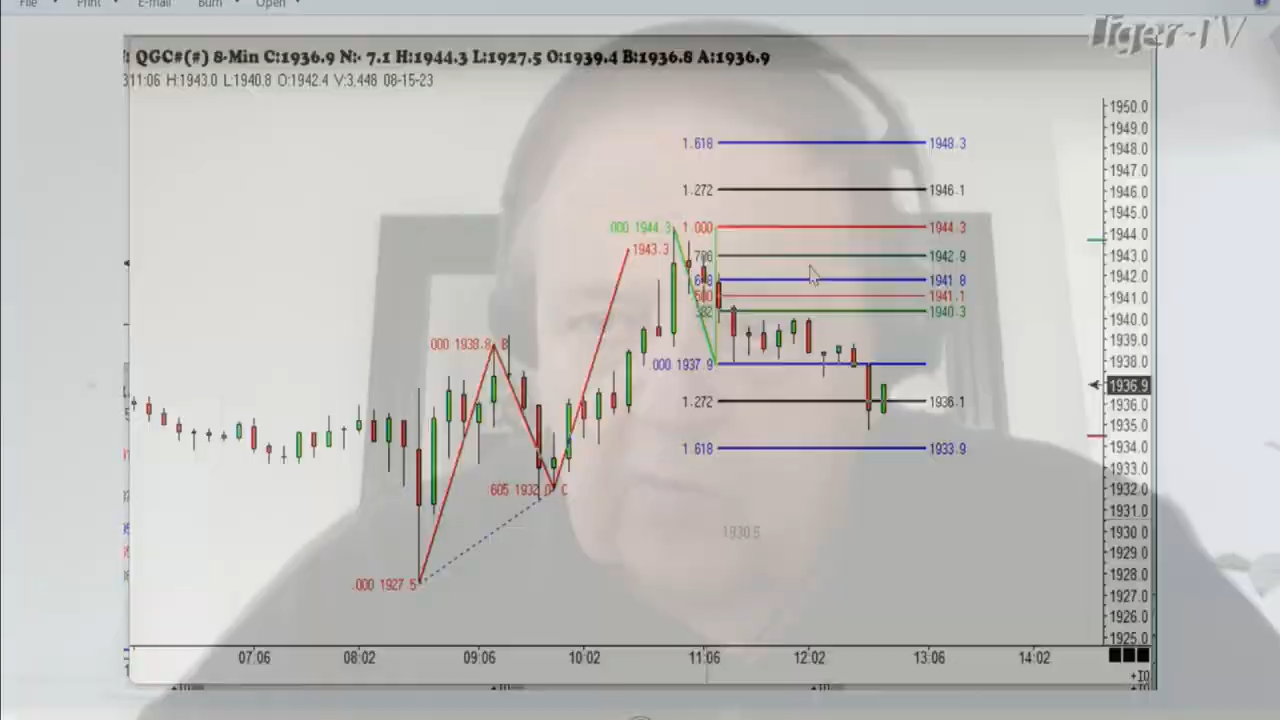 File Print E-mail Burn Open
Tiger-TV
QGC#(#) 8-Min C:1936.9 N:- 7.1 H:1944.3 L:1927.5 O:1939.4 B:1936.8 A:1936.9
311:06 H:1943.0 L:1940.8 O:1942.4 V:3,448 08-15-23
1950.0
1949.0
1.618 1948.3 1948.0
1947.0
1.272 1946.1 1946.0
1945.0
000 1944.3 1.000 1944.3 1944.0
1943.3 786 1942.9 1943.0
1942.0
618 1941.8
500 1941.1 1941.0
382 1940.3 1940.0
1939.0
000 1938.8 B
000 1937.9 1938.0
1936.9
1.272 1936.1 1936.0
1935.0
1.618 1933.9 1934.0
1933.0
605 1932.0 C 1932.0
1931.0
1930.5 1930.0
1929.0
1928.0
.000 1927.5 1927.0
1926.0
1925.0
07:06 08:02 09:06 10:02 11:06 12:02 13:06 14:02
+10